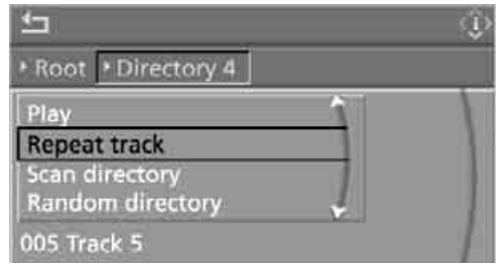 Root Directory 4
Play
Repeat track
Scan directory
Random directory
005 Track 5